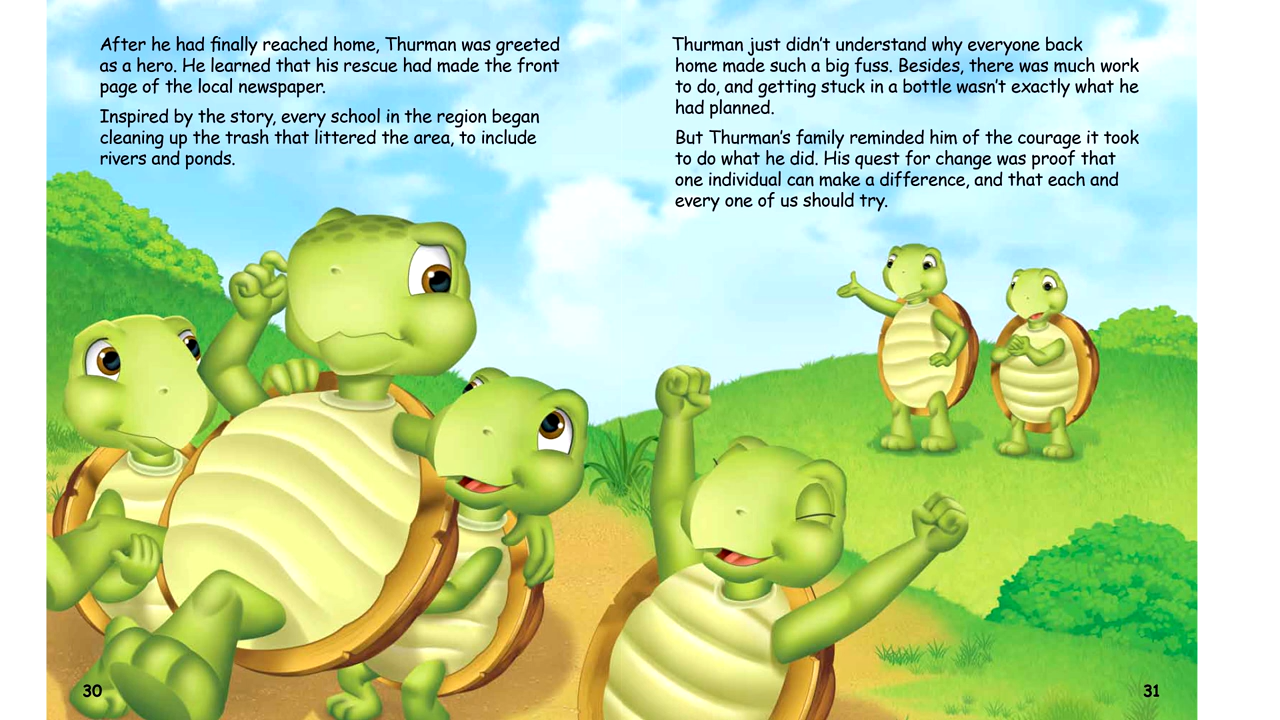 After he had finally reached home, Thurman was greeted
as a hero. He learned that his rescue had made the front
page of the local newspaper.
Inspired by the story, every school in the region began
cleaning up the trash that littered the area, to include
rivers and ponds.
Thurman just didn’t understand why everyone back
home made such a big fuss. Besides, there was much work
to do, and getting stuck in a bottle wasn’t exactly what he
had planned.
But Thurman’s family reminded him of the courage it took
to do what he did. His quest for change was proof that
one individual can make a difference, and that each and
every one of us should try.
30
31